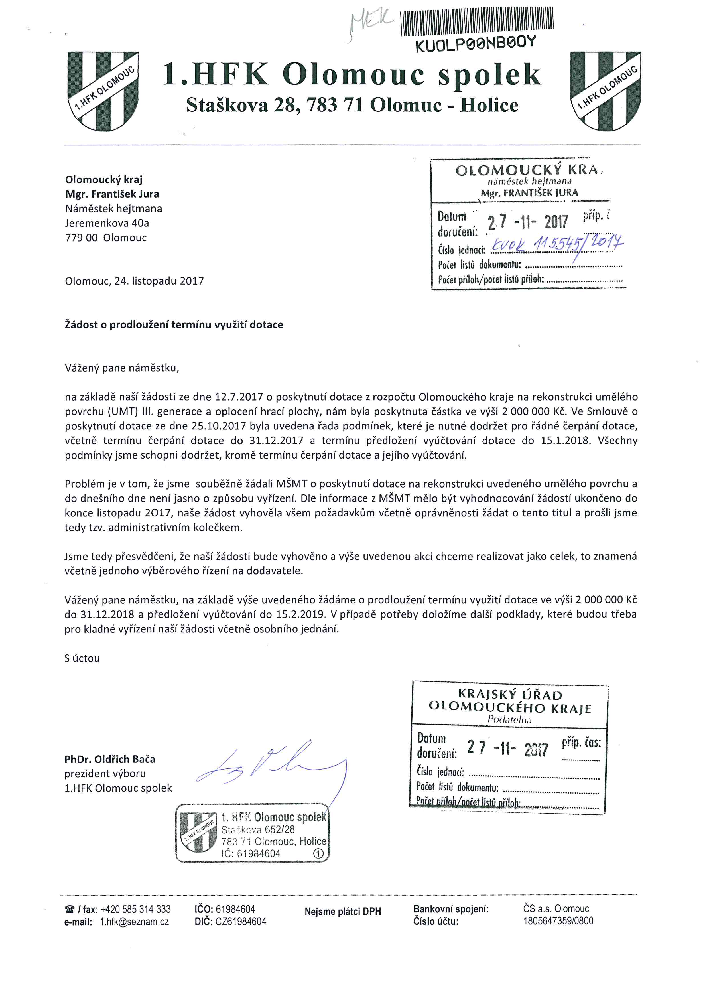 MEK
KUOLP00NB00Y
1.HFK OLOMOUC
1.HFK Olomouc spolek
Staškova 28, 783 71 Olomuc - Holice
1.HFK OLOMOUC
Olomoucký kraj
Mgr. František Jura
Náměstek hejtmana
Jeremenkova 40a
779 00  Olomouc
OLOMOUCKÝ KRA
náměstek hejtmana
Mgr. FRANTIŠEK JURA
Datum doručení: 27 -11- 2017 příp. č
Číslo jednací: KUOK 115545/2017
Počet listů dokumentu:
Počet příloh/počet listů příloh:
Olomouc, 24. listopadu 2017
Žádost o prodloužení termínu využití dotace
Vážený pane náměstku,
na základě naší žádosti ze dne 12.7.2017 o poskytnutí dotace z rozpočtu Olomouckého kraje na rekonstrukci umělého
povrchu (UMT) III. generace a oplocení hrací plochy, nám byla poskytnuta částka ve výši 2 000 000 Kč. Ve Smlouvě o
poskytnutí dotace ze dne 25.10.2017 byla uvedena řada podmínek, které je nutné dodržet pro řádné čerpání dotace,
včetně termínu čerpání dotace do 31.12.2017 a termínu předložení vyúčtování dotace do 15.1.2018. Všechny
podmínky jsme schopni dodržet, kromě termínu čerpání dotace a jejího vyúčtování.
Problém je v tom, že jsme  souběžně žádali MŠMT o poskytnutí dotace na rekonstrukci uvedeného umělého povrchu a
do dnešního dne není jasno o způsobu vyřízení. Dle informace z MŠMT mělo být vyhodnocování žádostí ukončeno do
konce listopadu 2O17, naše žádost vyhověla všem požadavkům včetně oprávněnosti žádat o tento titul a prošli jsme
tedy tzv. administrativním kolečkem.
Jsme tedy přesvědčeni, že naší žádosti bude vyhověno a výše uvedenou akci chceme realizovat jako celek, to znamená
včetně jednoho výběrového řízení na dodavatele.
Vážený pane náměstku, na základě výše uvedeného žádáme o prodloužení termínu využití dotace ve výši 2 000 000 Kč
do 31.12.2018 a předložení vyúčtování do 15.2.2019. V případě potřeby doložíme další podklady, které budou třeba
pro kladné vyřízení naší žádosti včetně osobního jednání.
S úctou
KRAJSKÝ ÚŘAD
OLOMOUCKÉHO KRAJE
Podatelna
Datum doručení: 27 -11- 2017 příp. čas:
Číslo jednací:
Počet listů dokumentu:
Počet příloh/počet listů příloh:
PhDr. Oldřich Bača
prezident výboru
1.HFK Olomouc spolek
1. HFK OLOMOUC
1. HFK Olomouc spolek
Staškova 652/28
783 71 Olomouc, Holice
IČ: 61984604 1
☎ / fax: +420 585 314 333 IČO: 61984604 Nejsme plátci DPH Bankovní spojení: ČS a.s. Olomouc
e-mail: 1.hfk@seznam.cz DIČ: CZ61984604 Číslo účtu: 1805647359/0800